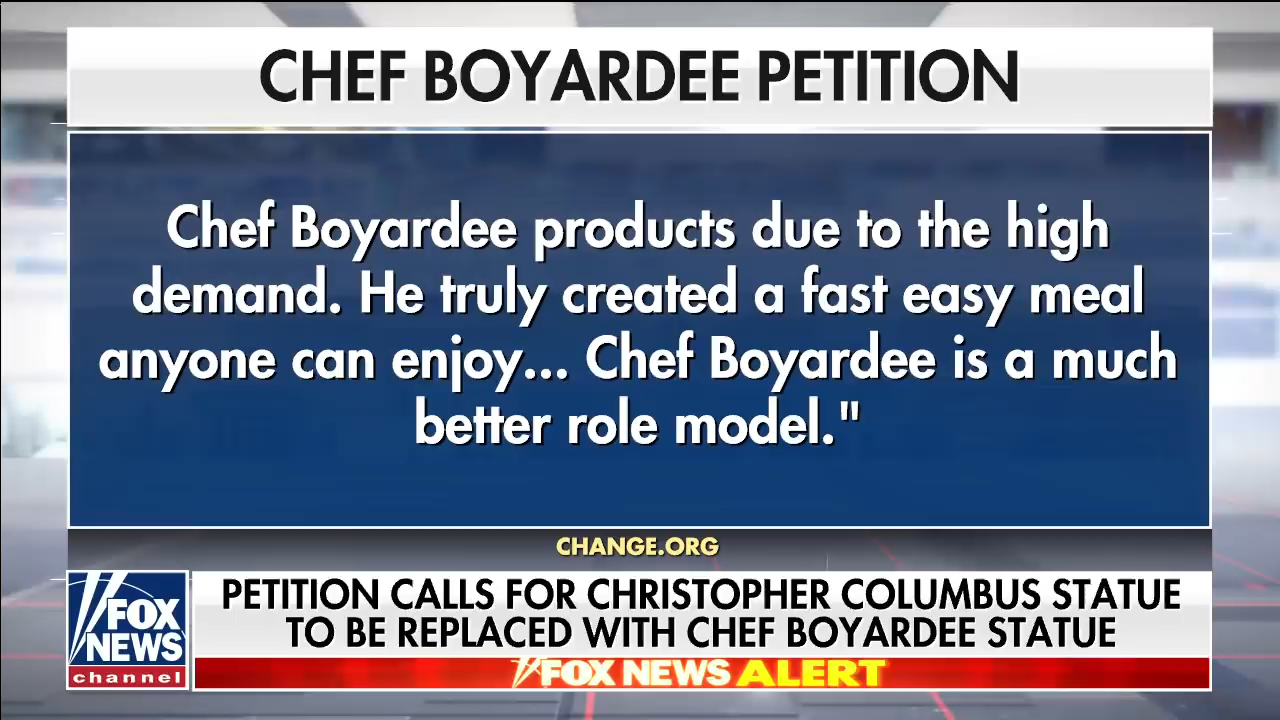 CHEF BOYARDEE PETITION
Chef Boyardee products due to the high
demand. He truly created a fast easy meal
anyone can enjoy... Chef Boyardee is a much
better role model."
CHANGE.ORG
PETITION CALLS FOR CHRISTOPHER COLUMBUS STATUE
TO BE REPLACED WITH CHEF BOYARDEE STATUE
FOX
NEWS
channel
FOX NEWS ALERT